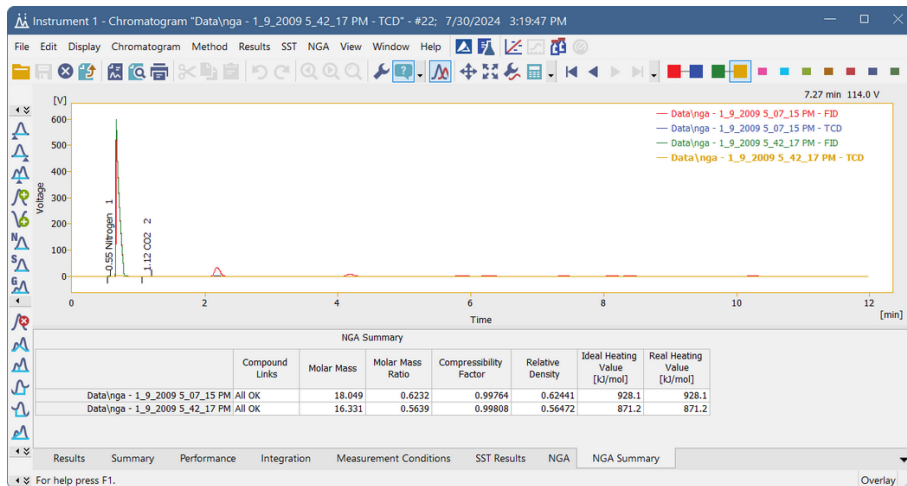 Instrument 1 - Chromatogram "Data\nga - 1_9_2009 5_42_17 PM - TCD" - #22; 7/30/2024 3:19:47 PM
File Edit Display Chromatogram Method Results SST NGA View Window Help
7.27 min 114.0 V
[V]
600
500
400
300
200
100
0
Voltage
0.55 Nitrogen 1
1.12 CO2 2
Data\nga - 1_9_2009 5_07_15 PM - FID
Data\nga - 1_9_2009 5_07_15 PM - TCD
Data\nga - 1_9_2009 5_42_17 PM - FID
Data\nga - 1_9_2009 5_42_17 PM - TCD
0 2 4 6 8 10 12
Time
[min]
NGA Summary
Compound Links Molar Mass Molar Mass Ratio Compressibility Factor Relative Density Ideal Heating Value [kJ/mol] Real Heating Value [kJ/mol]
Data\nga - 1_9_2009 5_07_15 PM All OK 18.049 0.6232 0.99764 0.62441 928.1 928.1
Data\nga - 1_9_2009 5_42_17 PM All OK 16.331 0.5639 0.99808 0.56472 871.2 871.2
Results Summary Performance Integration Measurement Conditions SST Results NGA NGA Summary
For help press F1.
Overlay